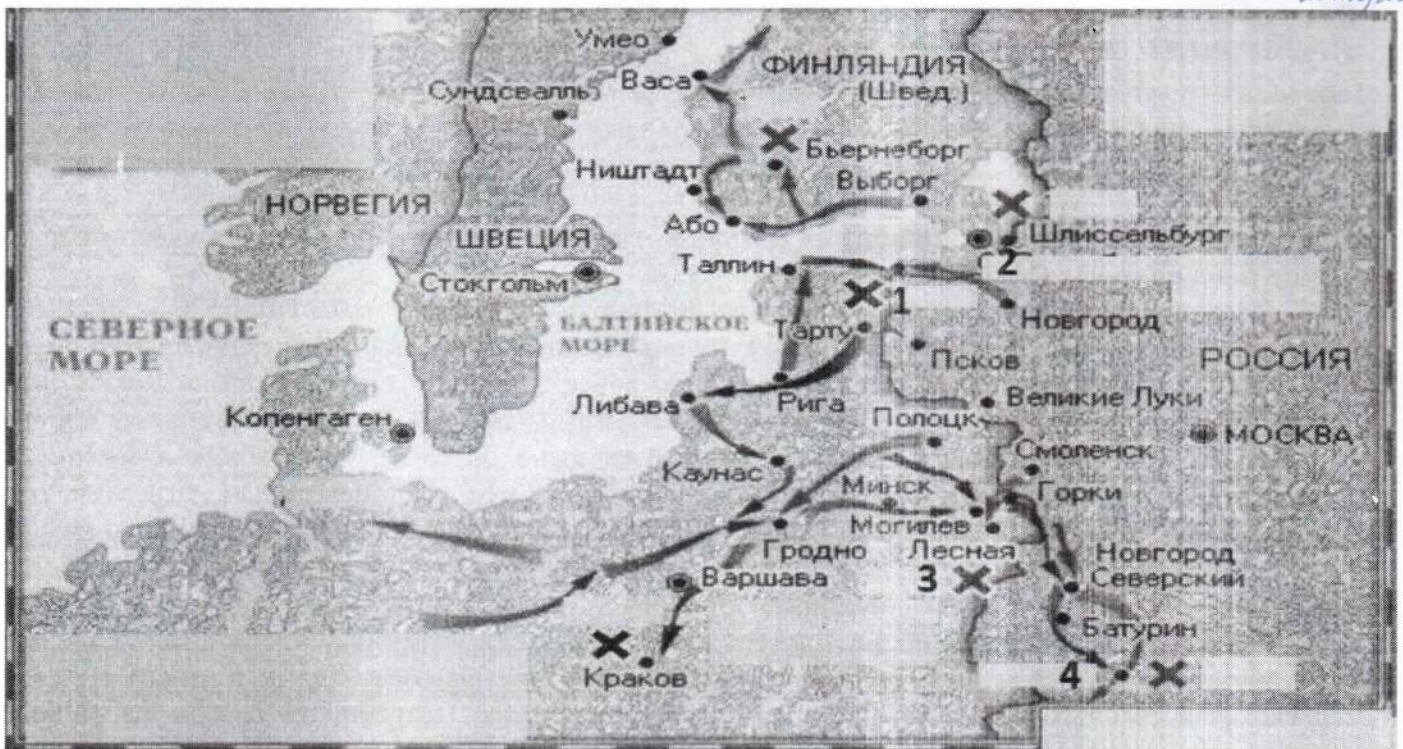 Умео
Васа
ФИНЛЯНДИЯ
(Швед.)
Сундсвалль
Бьернеборг
Ништадт
Выборг
НОРВЕГИЯ
Або
Шлиссельбург
ШВЕЦИЯ
2
Таллин
Стокгольм
1
СЕВЕРНОЕ
МОРЕ
БАЛТИЙСКОЕ
МОРЕ
Новгород
Тарту
Псков
РОССИЯ
Либава
Рига
Великие Луки
Копенгаген
Полоцк
МОСКВА
Смоленск
Каунас
Минск
Горки
Могилев
Гродно
Лесная
Новгород
Северский
Варшава
3
Батурин
4
Краков